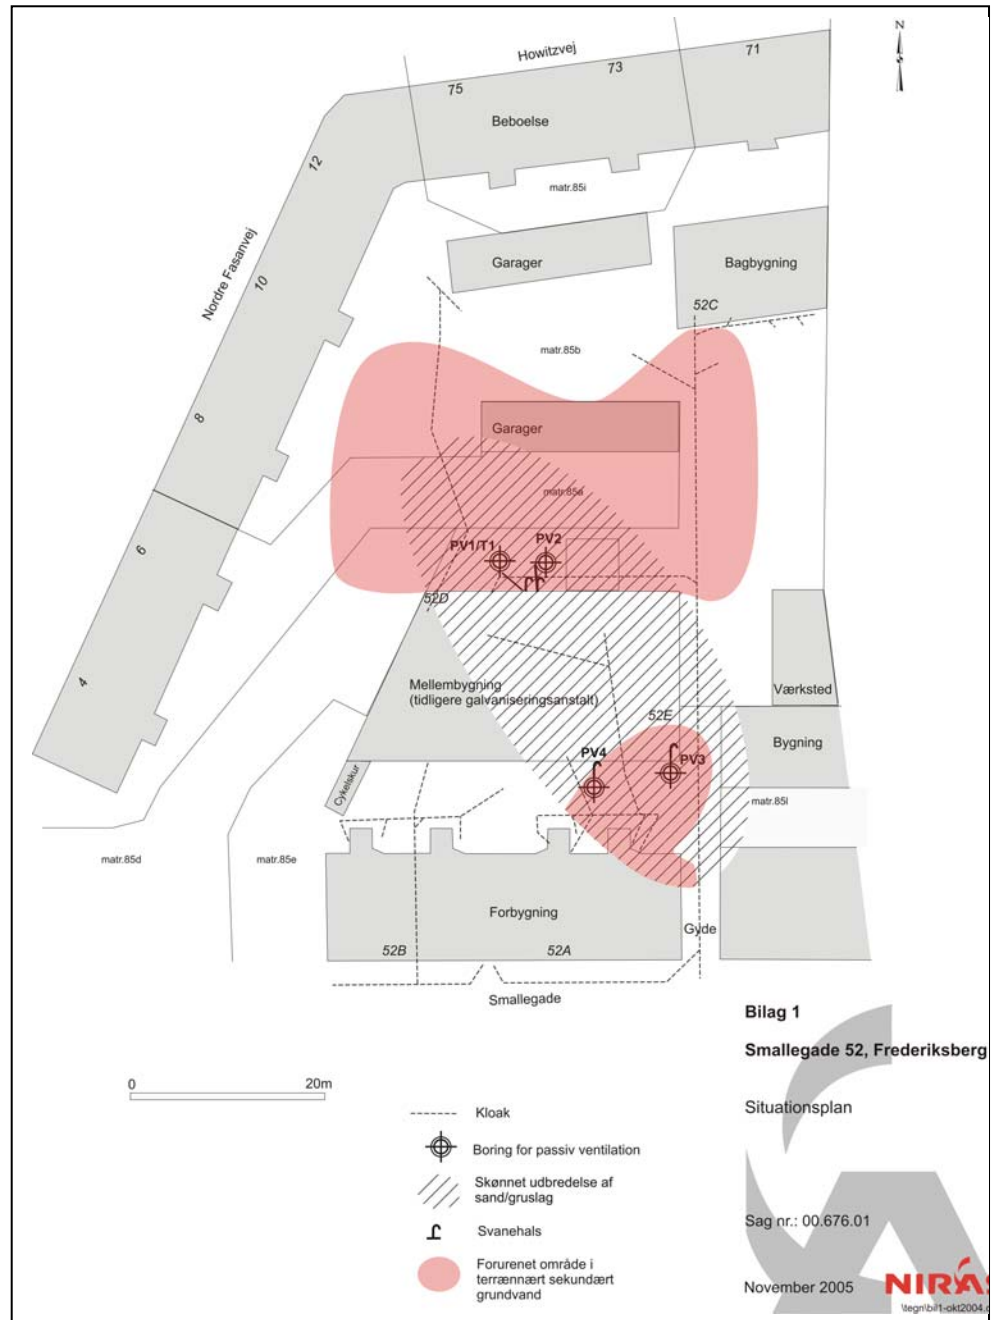 N
Howitzvej
71
73
75
Beboelse
12
matr.85i
Nordre Fasanvej
Garager
Bagbygning
10
52C
matr.85b
8
Garager
matr.85a
PV1/T1
PV2
6
52D
4
Mellembygning
(tidligere galvaniseringsanstalt)
Værksted
52E
Bygning
PV4
PV3
Cykelskur
matr.85l
matr.85d
matr.85e
Forbygning
Gyde
52B
52A
Smallegade
Bilag 1
Smallegade 52, Frederiksberg
0
20m
Situationsplan
Kloak
Boring for passiv ventilation
Skønnet udbredelse af
sand/gruslag
Sag nr.: 00.676.01
Svanehals
Forurenet område i
terrænnært sekundært
grundvand
November 2005
NIRAS
\tegn\bil1-okt2004.